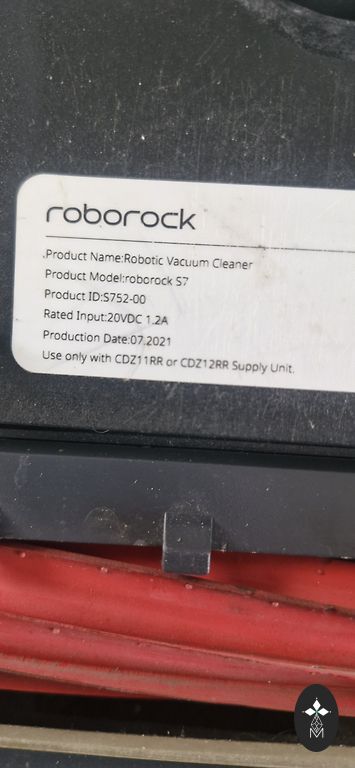 roborock
Product Name:Robotic Vacuum Cleaner
Product Model:roborock S7
Product ID:S752-00
Rated Input:20VDC 1.2A
Production Date:07.2021
Use only with CDZ11RR or CDZ12RR Supply Unit.
M